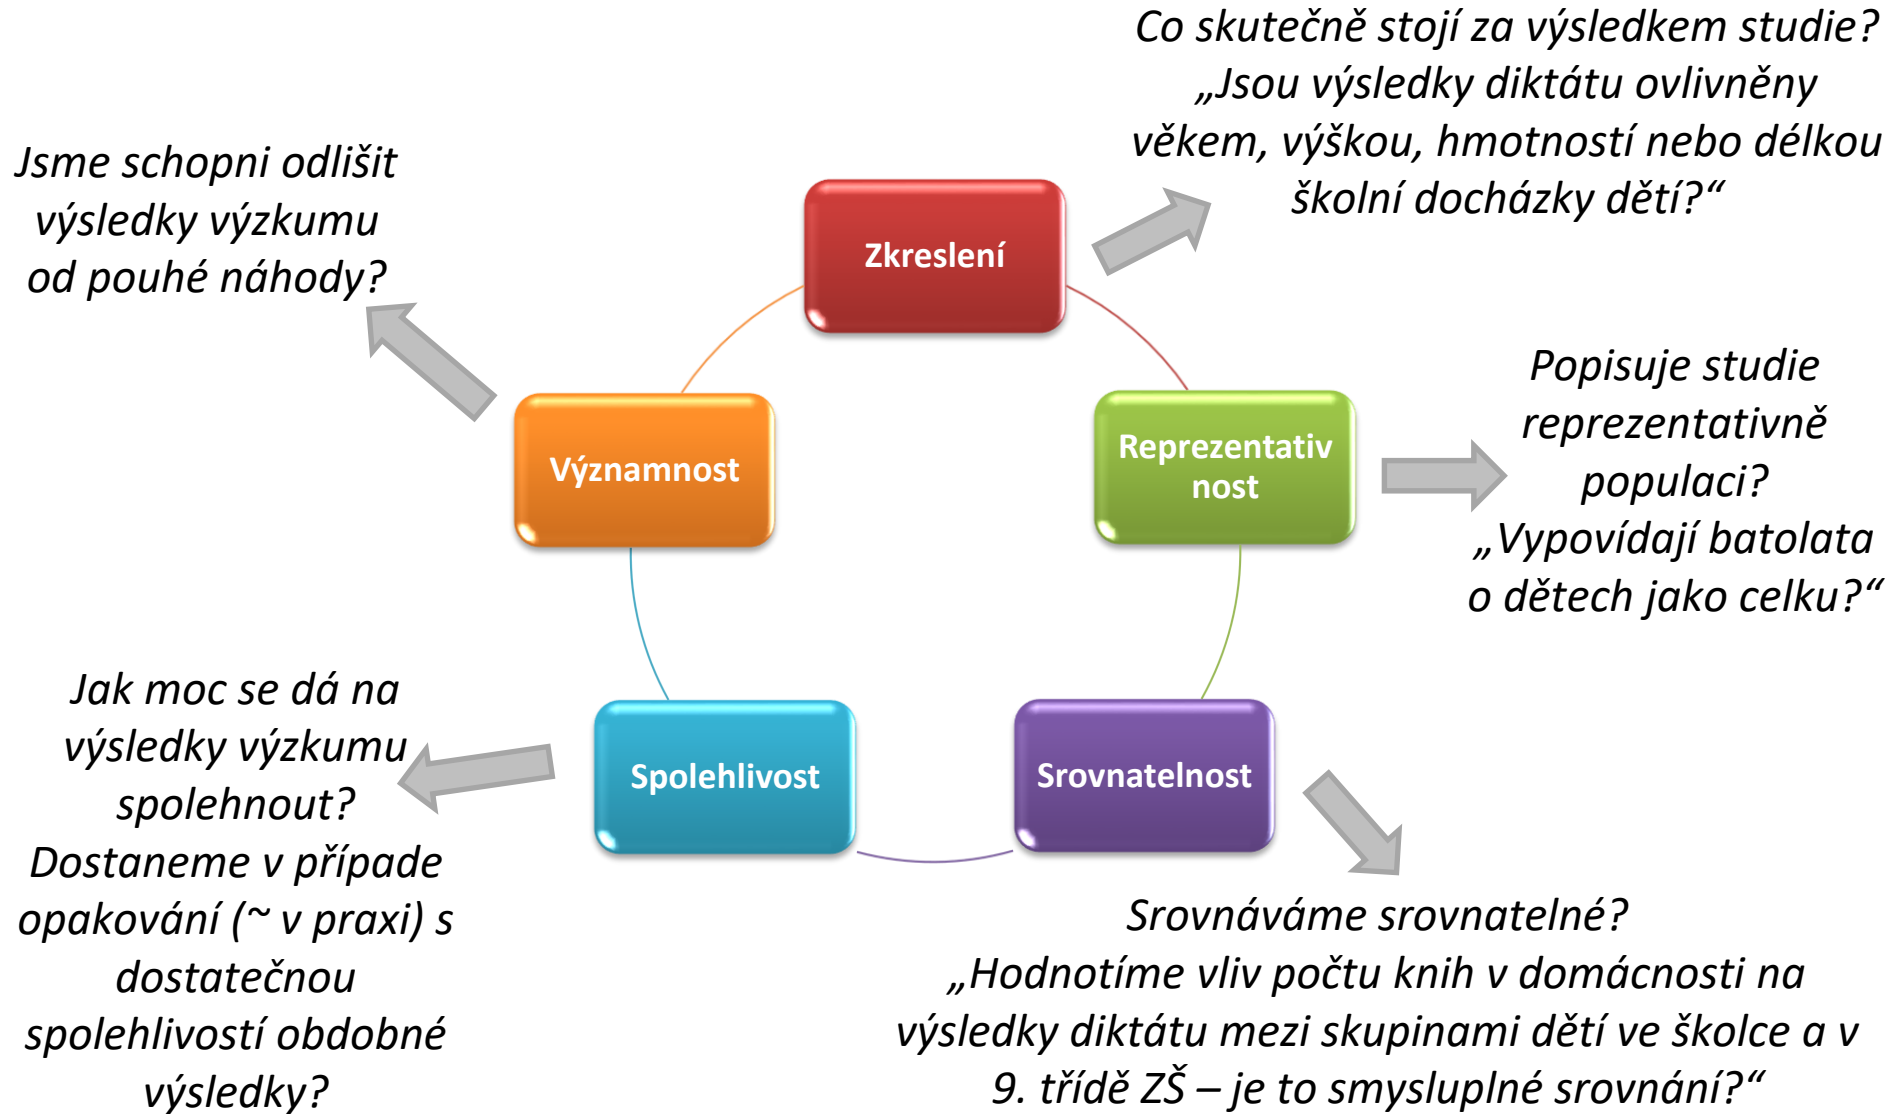 Co skutečně stojí za výsledkem studie?
„Jsou výsledky diktátu ovlivněny
věkem, výškou, hmotností nebo délkou
školní docházky dětí?“
Jsme schopni odlišit
výsledky výzkumu
od pouhé náhody?
Zkreslení
Popisuje studie
reprezentativně
populaci?
„Vypovídají batolata
o dětech jako celku?“
Významnost
Reprezentativ
nost
Jak moc se dá na
výsledky výzkumu
spolehnout?
Dostaneme v případe
opakování (~ v praxi) s
dostatečnou
spolehlivostí obdobné
výsledky?
Spolehlivost
Srovnatelnost
Srovnáváme srovnatelné?
„Hodnotíme vliv počtu knih v domácnosti na
výsledky diktátu mezi skupinami dětí ve školce a v
9. třídě ZŠ – je to smysluplné srovnání?“